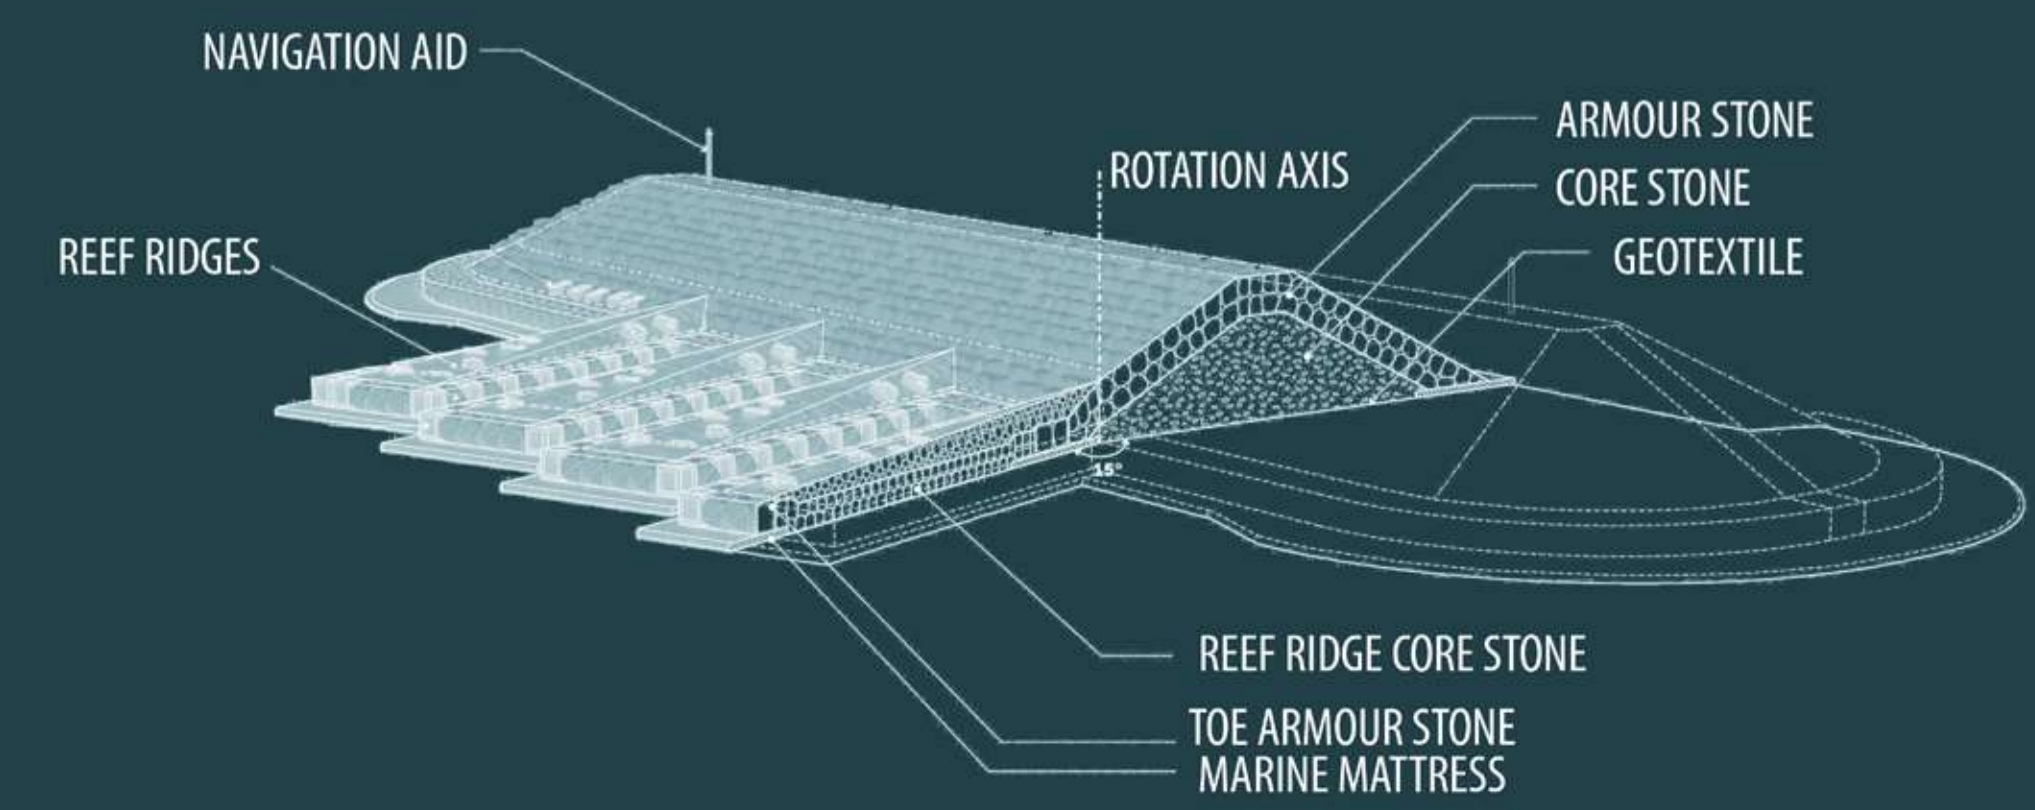 NAVIGATION AID
ARMOUR STONE
ROTATION AXIS
CORE STONE
REEF RIDGES
GEOTEXTILE
15°
REEF RIDGE CORE STONE
TOE ARMOUR STONE
MARINE MATTRESS